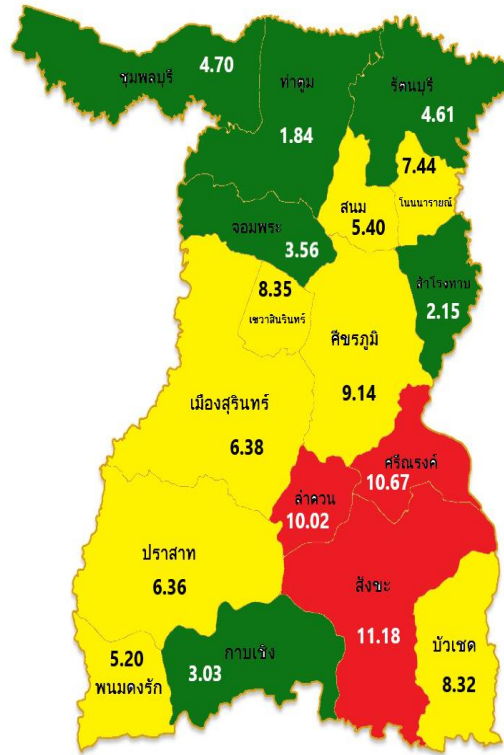 ชุมพลบุรี
4.70
ท่าตูม
1.84
รัตนบุรี
4.61
7.44
โนนนารายณ์
สนม
5.40
จอมพระ
3.56
สำโรงทาบ
2.15
8.35
เขวาสินรินทร์
ศีขรภูมิ
9.14
เมืองสุรินทร์
6.38
ศรีณรงค์
10.67
ลำดวน
10.02
ปราสาท
6.36
สังขะ
11.18
บัวเชด
8.32
5.20
พนมดงรัก
กาบเชิง
3.03